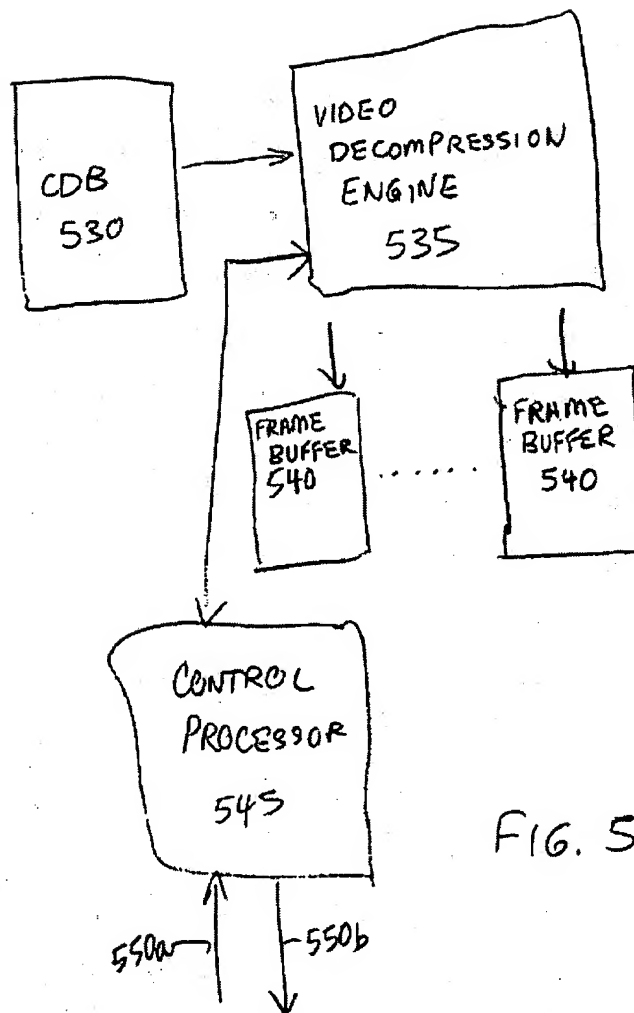 CDB
530
VIDEO
DECOMPRESSION
ENGINE
535
FRAME
BUFFER
540
.....
FRAME
BUFFER
540
CONTROL
PROCESSOR
545
FIG. 5
550a
550b